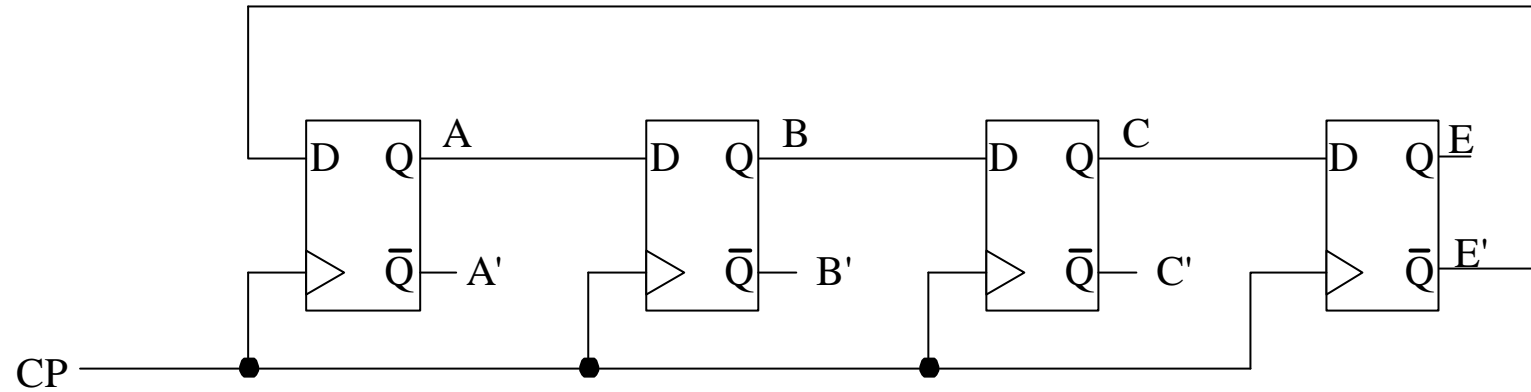 A B C E
D Q D Q D Q D Q
Q̅ A' Q̅ B' Q̅ C' Q̅ E'
CP